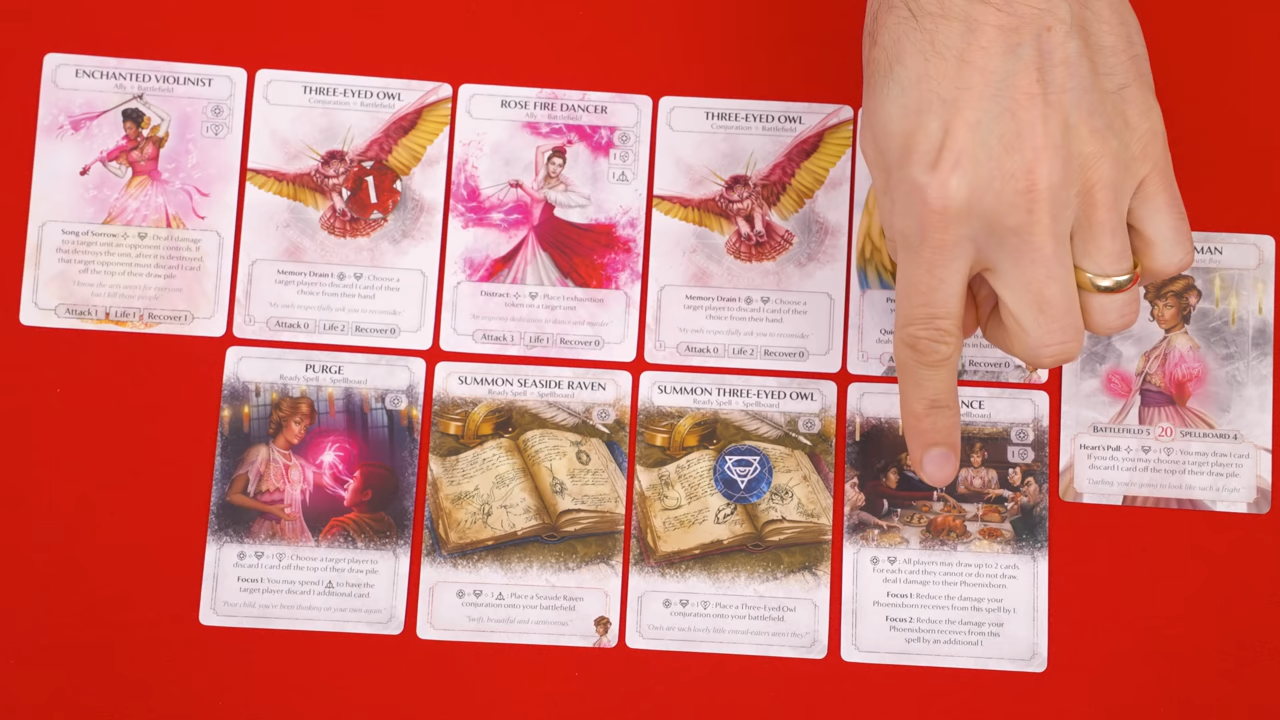 ENCHANTED VIOLINIST
Ally Battlefield
1
Song of Sorrow: : Deal 1 damage
to a target unit an opponent controls. If
that destroys the unit, after it is destroyed,
that target opponent must discard 1 card
off the top of their draw pile.
"I know the arts aren't for everyone
but I kill those people."
Attack 1 Life 1 Recover 1
THREE-EYED OWL
Conjuration Battlefield
1
Memory Drain 1: : Choose a
target player to discard 1 card of their
choice from their hand.
"My owls respectfully ask you to reconsider."
3
Attack 0 Life 2 Recover 0
ROSE FIRE DANCER
Ally Battlefield
1
1
Distract: : Place 1 exhaustion
token on a target unit.
"An inspiring dedication to dance and murder."
Attack 3 Life 1 Recover 0
THREE-EYED OWL
Conjuration Battlefield
Memory Drain 1: : Choose a
target player to discard 1 card of their
choice from their hand.
"My owls respectfully ask you to reconsider."
3
Attack 0 Life 2 Recover 0
MAN
BATTLEFIELD 5 20 SPELLBOARD 4
Heart's Pull: 1 : You may draw 1 card.
If you do, you may choose a target player to
discard 1 card off the top of their draw pile.
"Darling, you're going to look like such a fright."
PURGE
Ready Spell Spellboard
1 : Choose a target player to
discard 1 card off the top of their draw pile.
Focus 1: You may spend 1 to have the
target player discard 1 additional card.
"Poor child, you've been thinking on your own again."
SUMMON SEASIDE RAVEN
Ready Spell Spellboard
3 : Place a Seaside Raven
conjuration onto your battlefield.
"Swift, beautiful and carnivorous."
SUMMON THREE-EYED OWL
Ready Spell Spellboard
1 : Place a Three-Eyed Owl
conjuration onto your battlefield.
"Owls are such lovely little entrail-eaters aren't they?"
NCE
1
: All players may draw up to 2 cards.
For each card they cannot or do not draw,
deal 1 damage to their Phoenixborn.
Focus 1: Reduce the damage your
Phoenixborn receives from this spell by 1.
Focus 2: Reduce the damage your
Phoenixborn receives from this
spell by an additional 1.